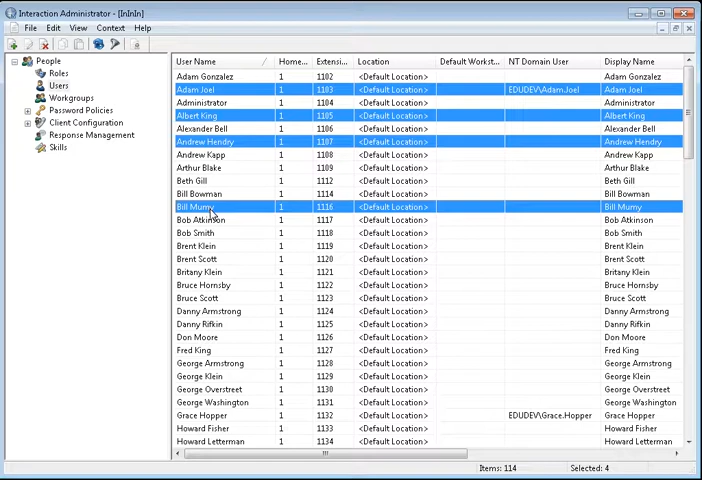 Interaction Administrator - [InInIn]
File Edit View Context Help
People
Roles
Users
Workgroups
Password Policies
Client Configuration
Response Management
Skills
User Name Home... Extensi... Location Default Workst... NT Domain User Display Name
Adam Gonzalez 1 1102 <Default Location> Adam Gonzalez
Adam Joel 1 1103 <Default Location> EDUDEV\Adam.Joel Adam Joel
Administrator 1 1104 <Default Location> Administrator
Albert King 1 1105 <Default Location> Albert King
Alexander Bell 1 1106 <Default Location> Alexander Bell
Andrew Hendry 1 1107 <Default Location> Andrew Hendry
Andrew Kapp 1 1108 <Default Location> Andrew Kapp
Arthur Blake 1 1109 <Default Location> Arthur Blake
Beth Gill 1 1112 <Default Location> Beth Gill
Bill Bowman 1 1114 <Default Location> Bill Bowman
Bill Mumy 1 1116 <Default Location> Bill Mumy
Bob Atkinson 1 1117 <Default Location> Bob Atkinson
Bob Smith 1 1118 <Default Location> Bob Smith
Brent Klein 1 1119 <Default Location> Brent Klein
Brent Scott 1 1120 <Default Location> Brent Scott
Britany Klein 1 1121 <Default Location> Britany Klein
Bruce Hornsby 1 1122 <Default Location> Bruce Hornsby
Bruce Scott 1 1123 <Default Location> Bruce Scott
Danny Armstrong 1 1124 <Default Location> Danny Armstrong
Danny Rifkin 1 1125 <Default Location> Danny Rifkin
Don Moore 1 1126 <Default Location> Don Moore
Fred King 1 1127 <Default Location> Fred King
George Armstrong 1 1128 <Default Location> George Armstrong
George Klein 1 1129 <Default Location> George Klein
George Overstreet 1 1130 <Default Location> George Overstreet
George Washington 1 1131 <Default Location> George Washington
Grace Hopper 1 1132 <Default Location> EDUDEV\Grace.Hopper Grace Hopper
Howard Fisher 1 1133 <Default Location> Howard Fisher
Howard Letterman 1 1134 <Default Location> Howard Letterman
Items: 114 Selected: 4